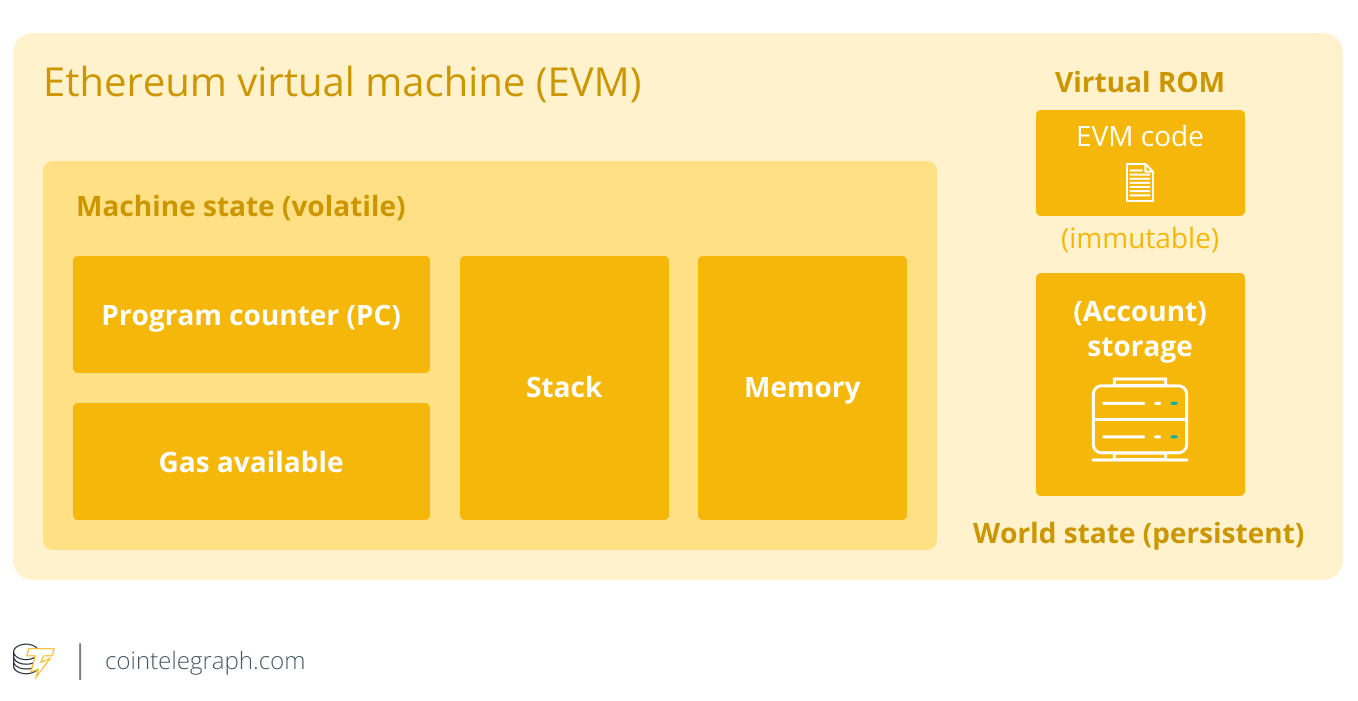 Ethereum virtual machine (EVM)
Machine state (volatile)
Program counter (PC)
Gas available
Stack
Memory
Virtual ROM
EVM code
(immutable)
(Account)
storage
World state (persistent)
cointelegraph.com